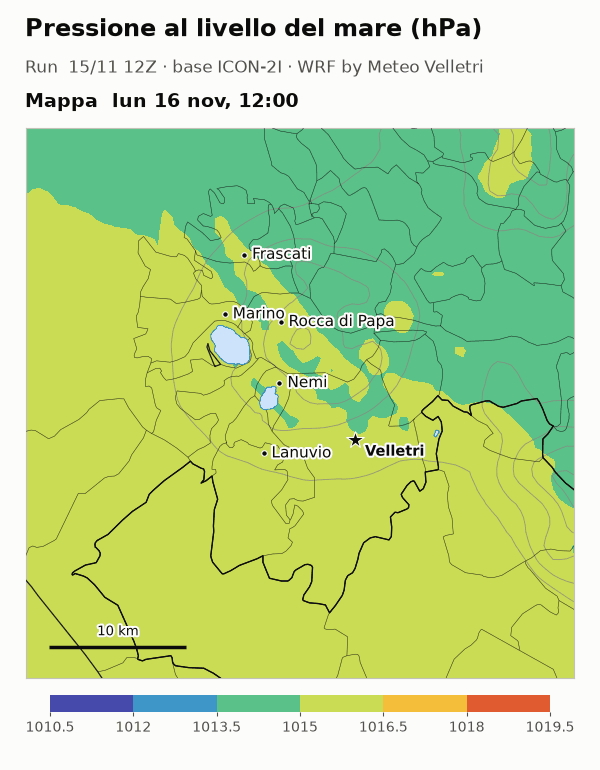 Pressione al livello del mare (hPa)
Run  15/11 12Z · base ICON-2I · WRF by Meteo Velletri
Mappa  lun 16 nov, 12:00
Frascati
Marino
Rocca di Papa
Nemi
Velletri
Lanuvio
10 km
1010.5 1012 1013.5 1015 1016.5 1018 1019.5